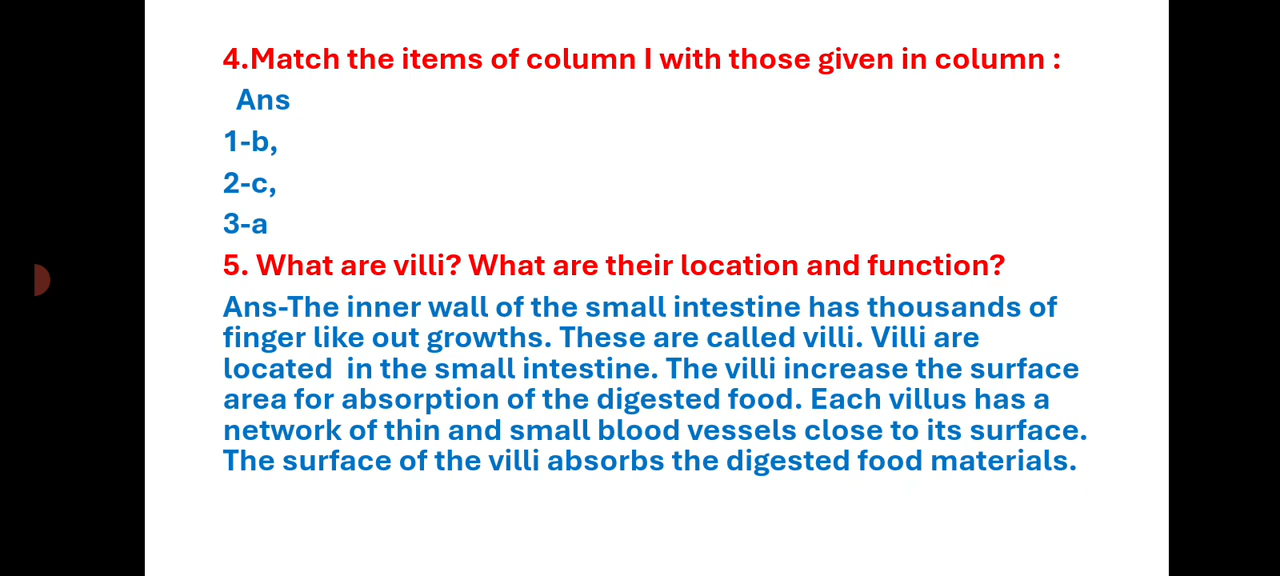 4.Match the items of column I with those given in column :
Ans
1-b,
2-c,
3-a
5. What are villi? What are their location and function?
Ans-The inner wall of the small intestine has thousands of
finger like out growths. These are called villi. Villi are
located  in the small intestine. The villi increase the surface
area for absorption of the digested food. Each villus has a
network of thin and small blood vessels close to its surface.
The surface of the villi absorbs the digested food materials.